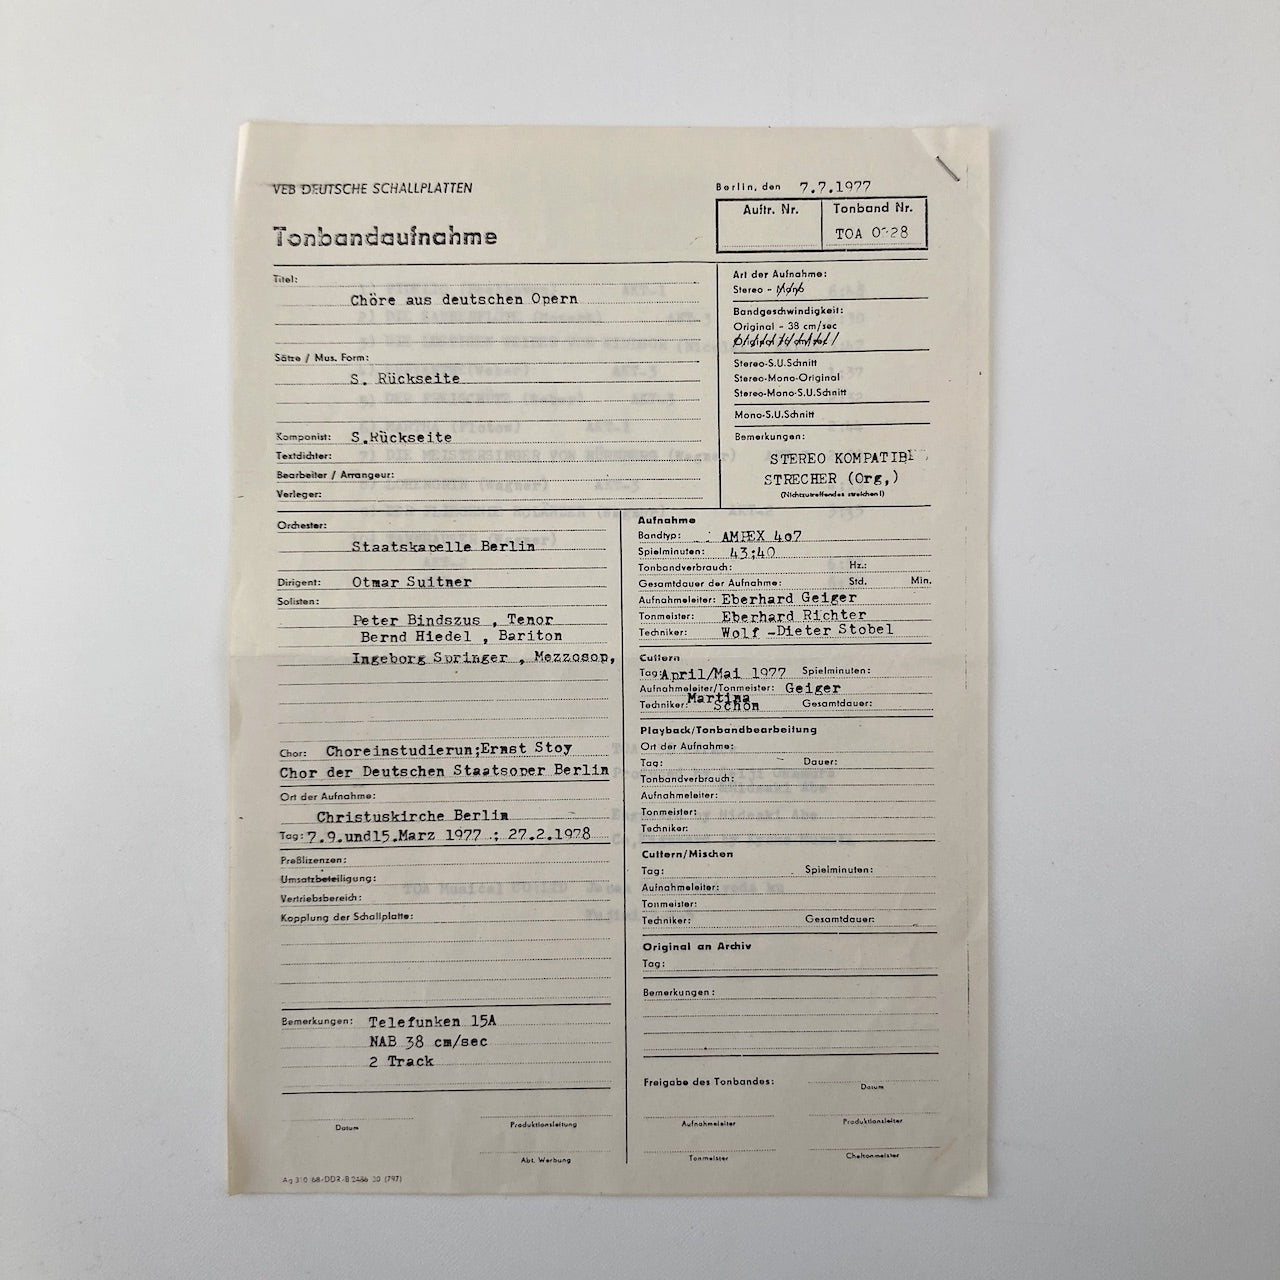 VEB DEUTSCHE SCHALLPLATTEN
Berlin, den 7.7.1977
Tonbandaufnahme
Auftr. Nr.
Tonband Nr.
TOA
Titel:
Chöre aus deutschen Opern
Sätze / Mus. Form:
S. Rückseite
Komponist: S.Rückseite
Textdichter:
Bearbeiter / Arrangeur:
Verleger:
Art der Aufnahme:
Stereo - Mono
Bandgeschwindigkeit:
Original - 38 cm/sec
Stereo-S.U.Schnitt
Stereo-Mono-Original
Stereo-Mono-S.U.Schnitt
Mono-S.U.Schnitt
Bemerkungen:
STEREO KOMPATIBE
STRECHER (Org,)
(Nichtzutreffendes streichen!)
Orchester:
Staatskapelle Berlin
Dirigent: Otmar Suitner
Solisten:
Peter Bindszus , Tenor
Bernd Hiedel , Bariton
Ingeborg Springer , Mezzosop,
Chor: Choreinstudierun;Ernst Stoy
Chor der Deutschen Staatsoper Berlin
Ort der Aufnahme:
Christuskirche Berlin
Tag: 7.9.und15.Marz 1977 .; 27.2.1978
Preßlizenzen:
Umsatzbeteiligung:
Vertriebsbereich:
Kopplung der Schallplatte:
Bemerkungen: Telefunken 15A
NAB 38 cm/sec
2 Track
Datum
Produktionsleitung
Abt. Werbung
Ag 310 68/DDR/B 2486 30 (797)
Aufnahme
Bandtyp: AMPEX 407
Spielminuten: 43;40
Tonbandverbrauch: Hz.:
Gesamtdauer der Aufnahme: Std. Min.
Aufnahmeleiter: Eberhard Geiger
Tonmeister: Eberhard Richter
Techniker: Wolf -Dieter Stobel
Cuttern
Tag: April/Mai 1977 Spielminuten:
Aufnahmeleiter/Tonmeister: Geiger
Techniker: Martina Schön Gesamtdauer:
Playback/Tonbandbearbeitung
Ort der Aufnahme:
Tag: Dauer:
Tonbandverbrauch:
Aufnahmeleiter:
Tonmeister:
Techniker:
Cuttern/Mischen
Tag: Spielminuten:
Aufnahmeleiter:
Tonmeister:
Techniker: Gesamtdauer:
Original an Archiv
Tag:
Bemerkungen:
Freigabe des Tonbandes:
Datum
Aufnahmeleiter
Produktionsleiter
Tonmeister
Cheftonmeister